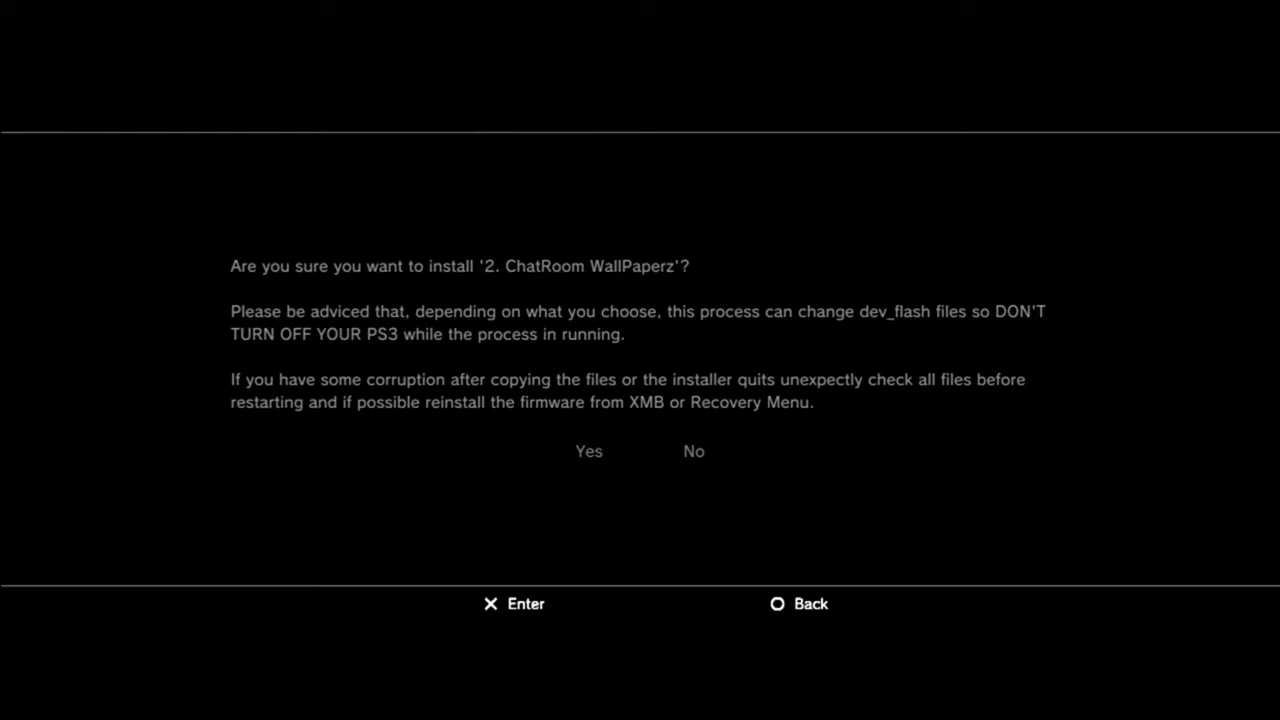 Are you sure you want to install '2. ChatRoom WallPaperz'?
Please be adviced that, depending on what you choose, this process can change dev_flash files so DON'T
TURN OFF YOUR PS3 while the process in running.
If you have some corruption after copying the files or the installer quits unexpectly check all files before
restarting and if possible reinstall the firmware from XMB or Recovery Menu.
Yes No
Enter Back